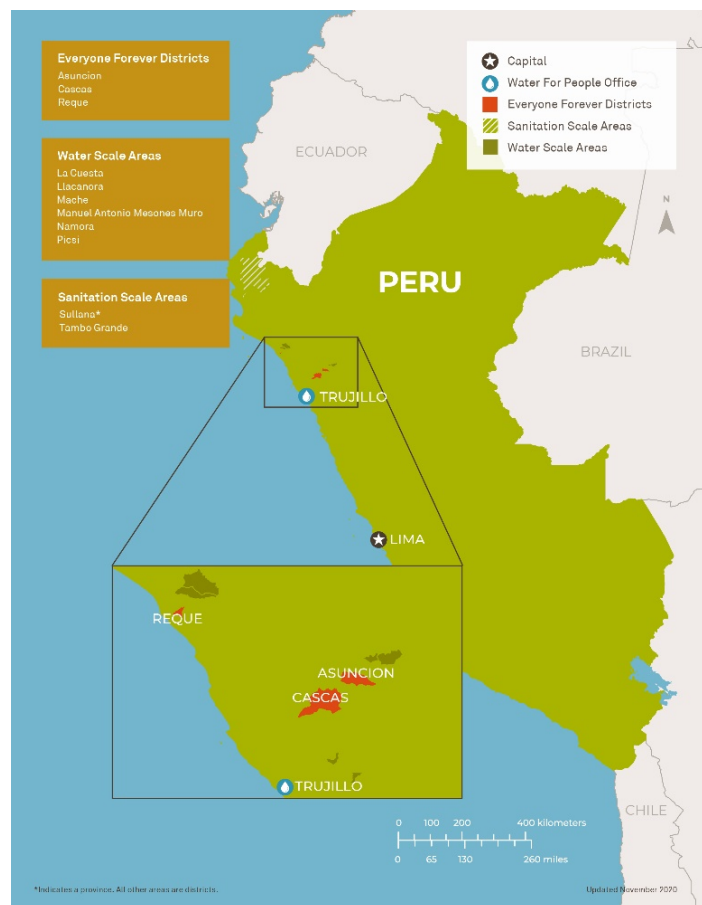 Everyone Forever Districts
Asuncion
Cascas
Reque
Water Scale Areas
La Cuesta
Llacanora
Mache
Manuel Antonio Mesones Muro
Namora
Picsi
Sanitation Scale Areas
Sullana*
Tambo Grande
Capital
Water For People Office
Everyone Forever Districts
Sanitation Scale Areas
Water Scale Areas
N
ECUADOR
PERU
BRAZIL
TRUJILLO
LIMA
REQUE
ASUNCION
CASCAS
TRUJILLO
CHILE
0 100 200 400 kilometers
0 65 130 260 miles
*Indicates a province. All other areas are districts.
Updated November 2020